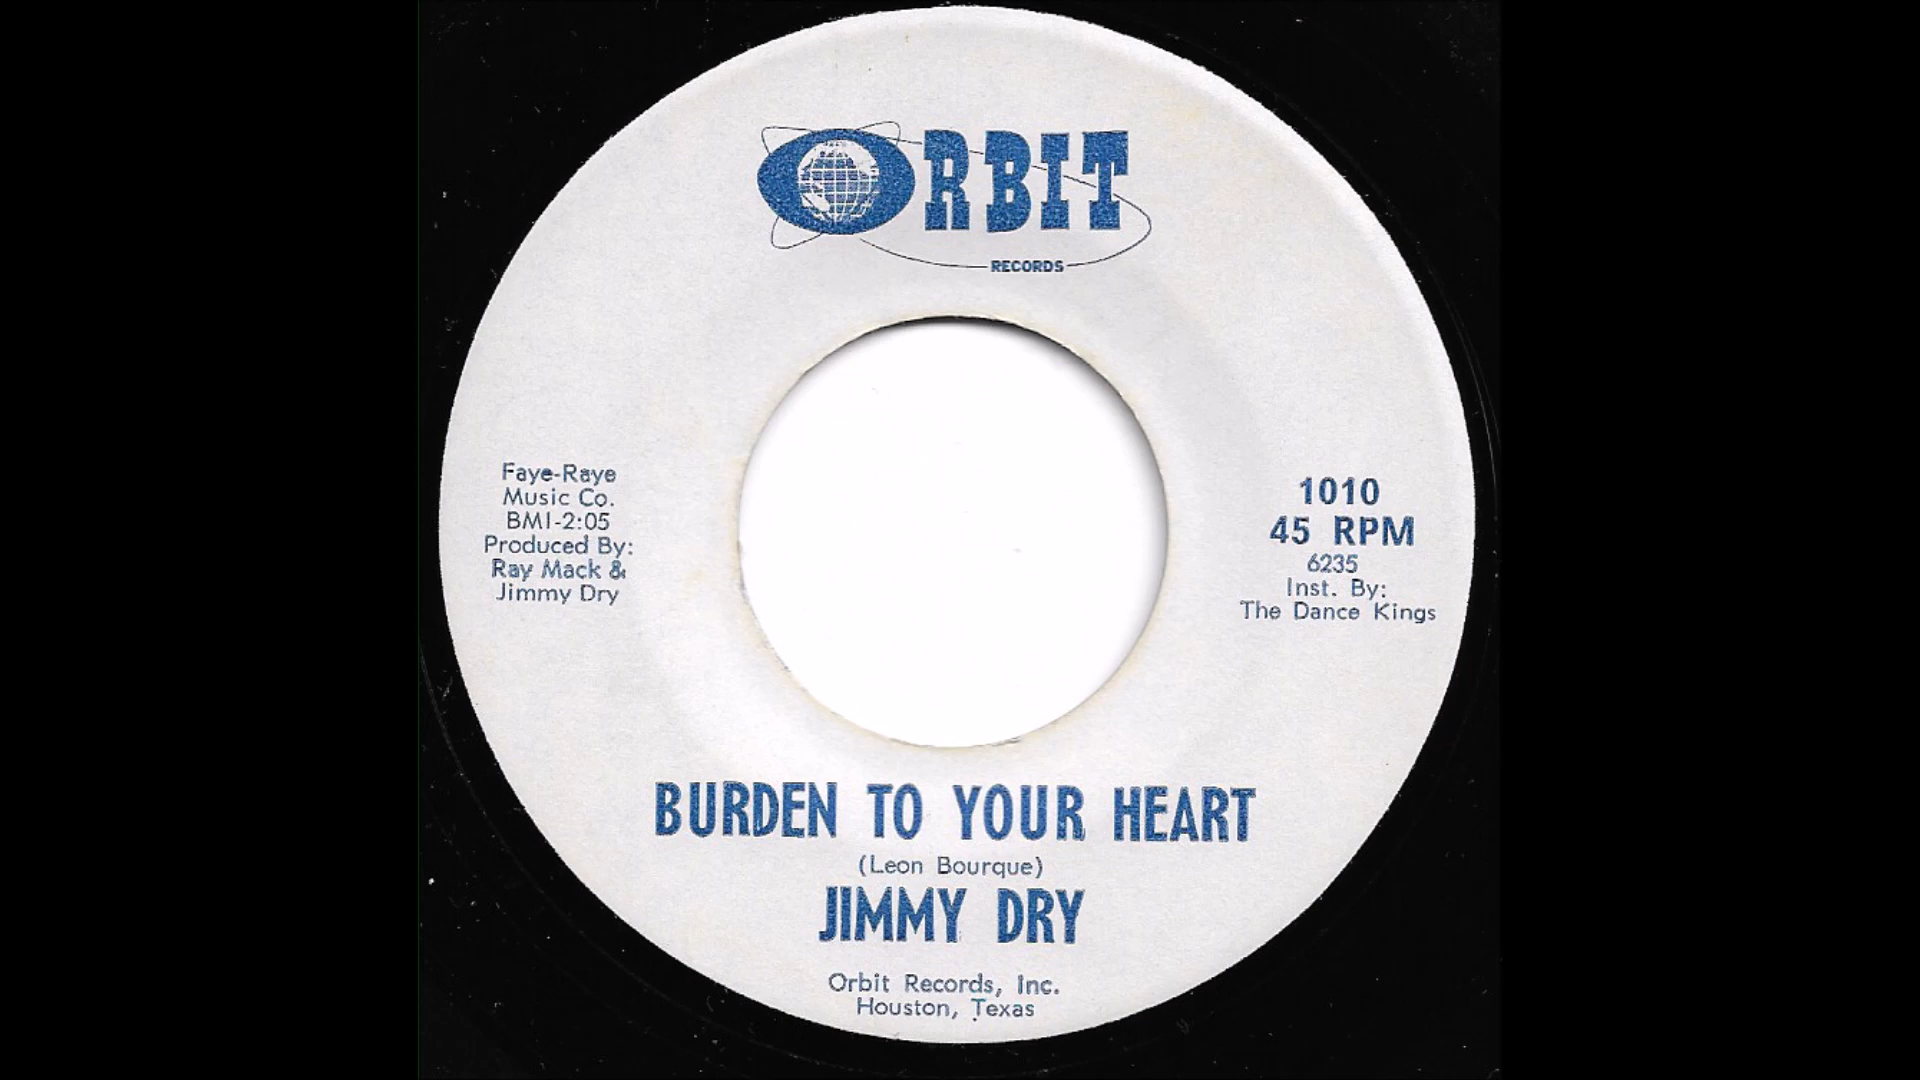 ORBIT
RECORDS
Faye-Raye
Music Co.
BMI-2:05
Produced By:
Ray Mack &
Jimmy Dry
1010
45 RPM
6235
Inst. By:
The Dance Kings
BURDEN TO YOUR HEART
(Leon Bourque)
JIMMY DRY
Orbit Records, Inc.
Houston, Texas